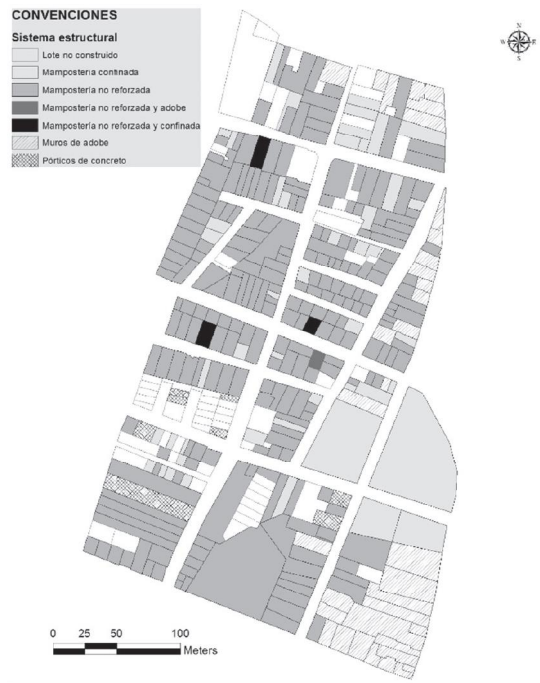 CONVENCIONES
Sistema estructural
Lote no construido
Mampostería confinada
Mampostería no reforzada
Mampostería no reforzada y adobe
Mampostería no reforzada y confinada
Muros de adobe
Pórticos de concreto
N
W E
S
0 25 50 100
Meters